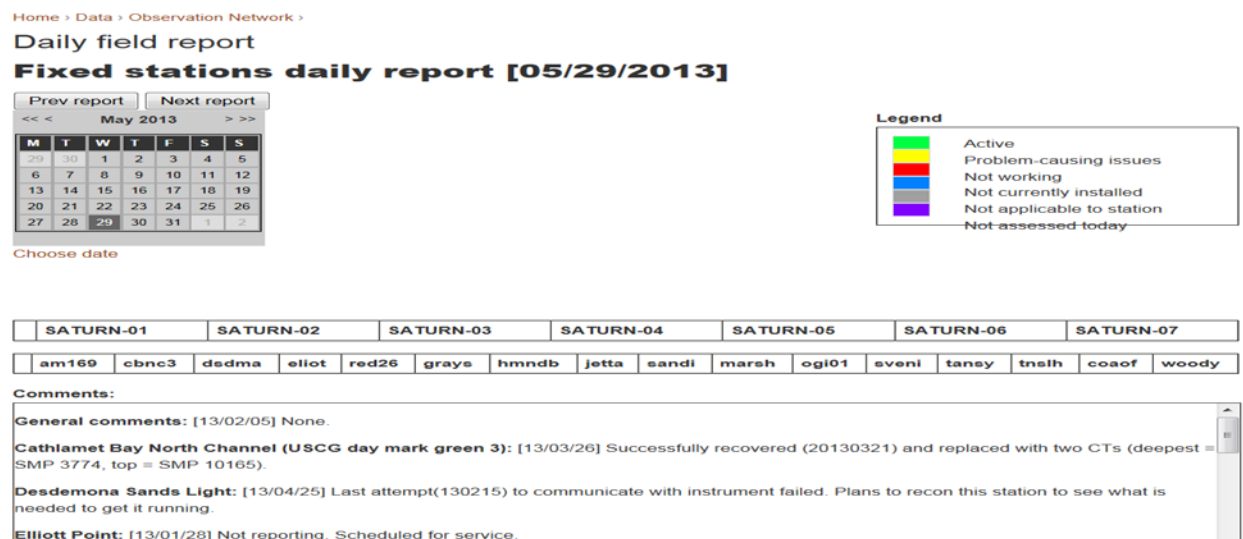 Home › Data › Observation Network ›
Daily field report
Fixed stations daily report [05/29/2013]
Prev report Next report
<< < May 2013 > >>
M T W T F S S
29 30 1 2 3 4 5
6 7 8 9 10 11 12
13 14 15 16 17 18 19
20 21 22 23 24 25 26
27 28 29 30 31 1 2
Choose date
Legend
Active
Problem-causing issues
Not working
Not currently installed
Not applicable to station
Not assessed today
SATURN-01 SATURN-02 SATURN-03 SATURN-04 SATURN-05 SATURN-06 SATURN-07
am169 cbnc3 dsdma eliot red26 grays hmndb jetta sandi marsh ogi01 sveni tansy tnslh coaof woody
Comments:
General comments: [13/02/05] None.
Cathlamet Bay North Channel (USCG day mark green 3): [13/03/26] Successfully recovered (20130321) and replaced with two CTs (deepest =
SMP 3774, top = SMP 10165).
Desdemona Sands Light: [13/04/25] Last attempt(130215) to communicate with instrument failed. Plans to recon this station to see what is
needed to get it running.
Elliott Point: [13/01/28] Not reporting. Scheduled for service.